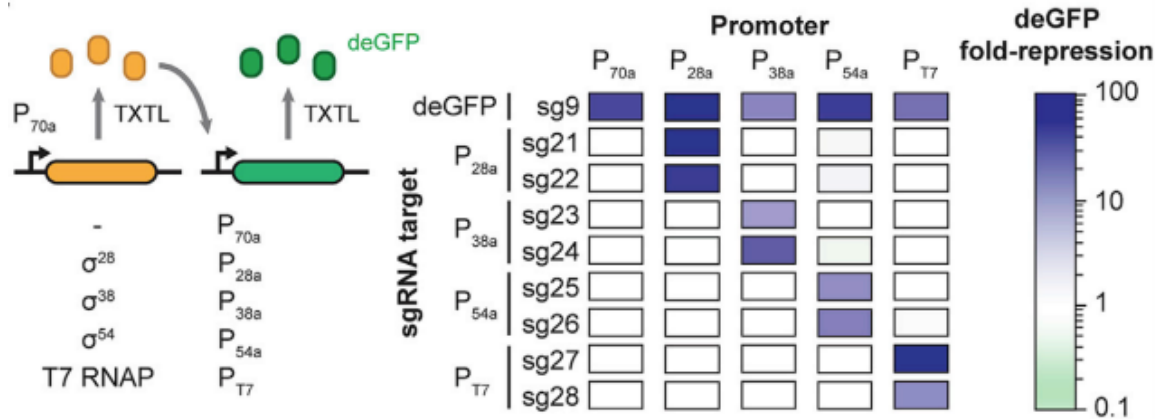 deGFP
P70a
TXTL
TXTL
-
P70a
σ28
P28a
σ38
P38a
σ54
P54a
T7 RNAP
PT7
Promoter
P70a P28a P38a P54a PT7
sgRNA target
deGFP sg9
P28a
sg21
sg22
P38a
sg23
sg24
P54a
sg25
sg26
PT7
sg27
sg28
deGFP
fold-repression
100
10
1
0.1